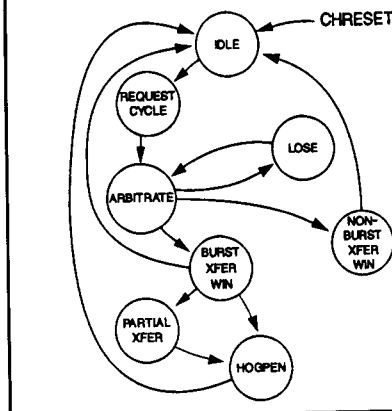 CHRESET
IDLE
REQUEST
CYCLE
LOSE
ARBITRATE
NON-
BURST
XFER
WIN
BURST
XFER
WIN
PARTIAL
XFER
HOGPEN